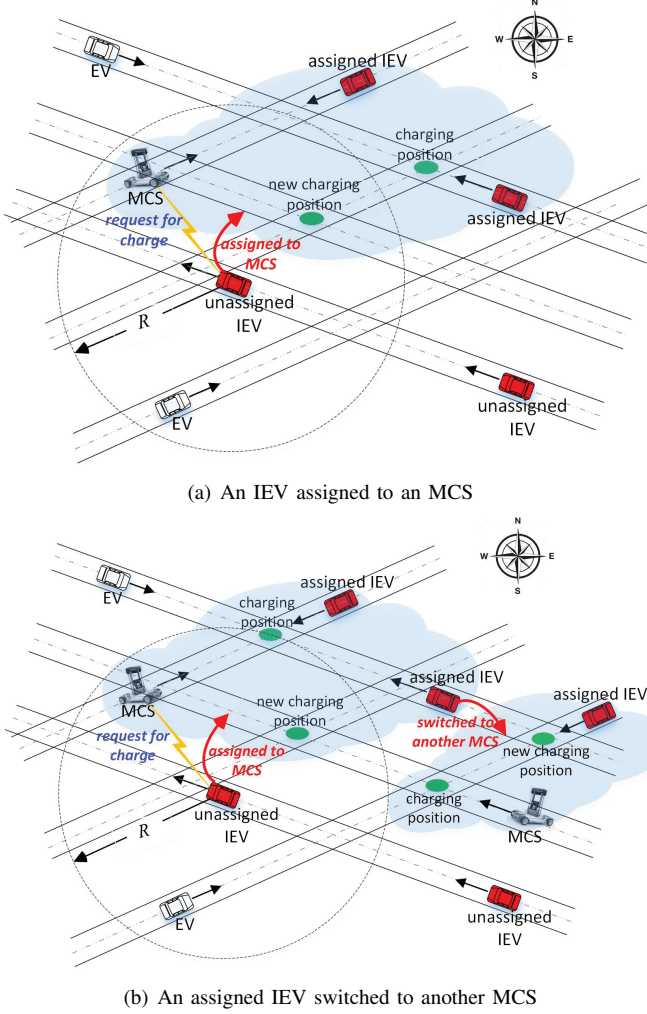 N
W E
S
EV
assigned IEV
charging
position
MCS
new charging
position
assigned IEV
request for
charge
assigned to
MCS
unassigned
IEV
R
EV
unassigned
IEV
(a) An IEV assigned to an MCS
N
W E
S
EV
assigned IEV
charging
position
assigned IEV
assigned IEV
MCS
new charging
position
switched to
another MCS
request for
charge
assigned to
MCS
new charging
position
charging
position
unassigned
IEV
MCS
R
EV
unassigned
IEV
(b) An assigned IEV switched to another MCS